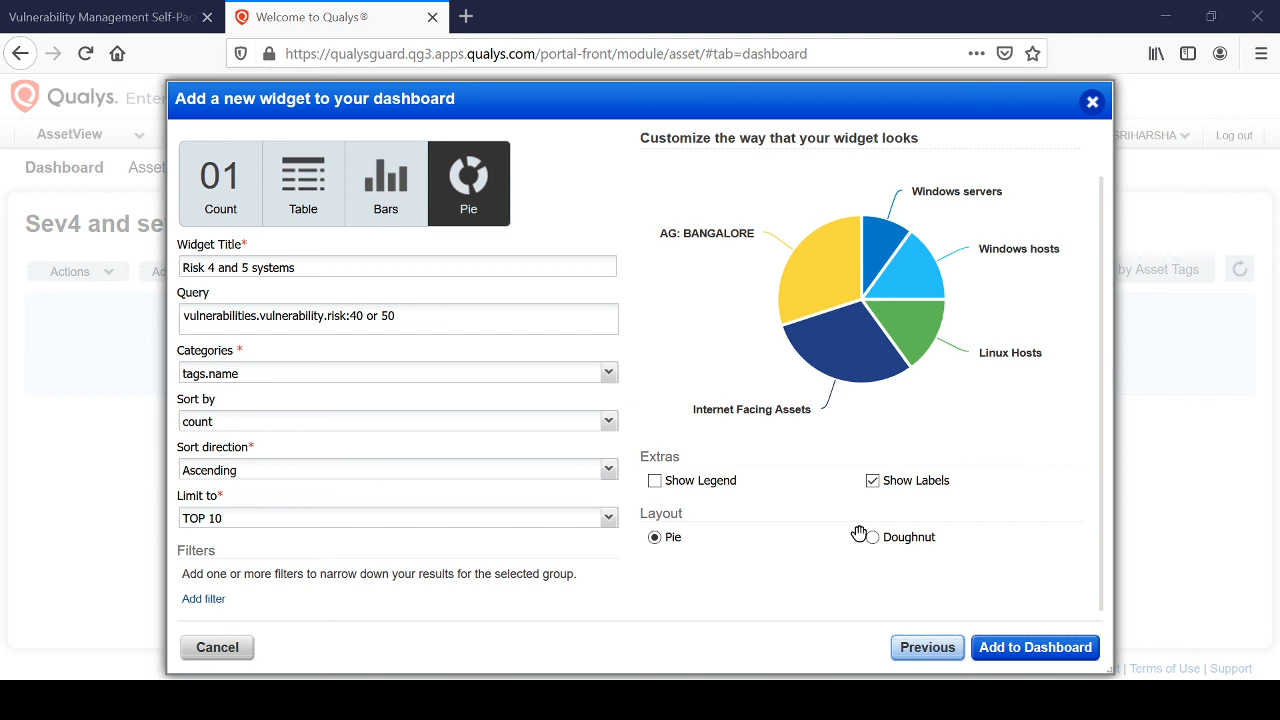 Vulnerability Management Self-Pac
Welcome to Qualys®
https://qualysguard.qg3.apps.qualys.com/portal-front/module/asset/#tab=dashboard
Qualys. Enter
AssetView
SRIHARSHA
Log out
Dashboard Asset
Sev4 and se
Actions
by Asset Tags
Add a new widget to your dashboard
01
Count Table Bars Pie
Widget Title*
Risk 4 and 5 systems
Query
vulnerabilities.vulnerability.risk:40 or 50
Categories *
tags.name
Sort by
count
Sort direction*
Ascending
Limit to*
TOP 10
Filters
Add one or more filters to narrow down your results for the selected group.
Add filter
Customize the way that your widget looks
Windows servers
AG: BANGALORE
Windows hosts
Linux Hosts
Internet Facing Assets
Extras
Show Legend Show Labels
Layout
Pie Doughnut
Cancel Previous Add to Dashboard
| Terms of Use | Support